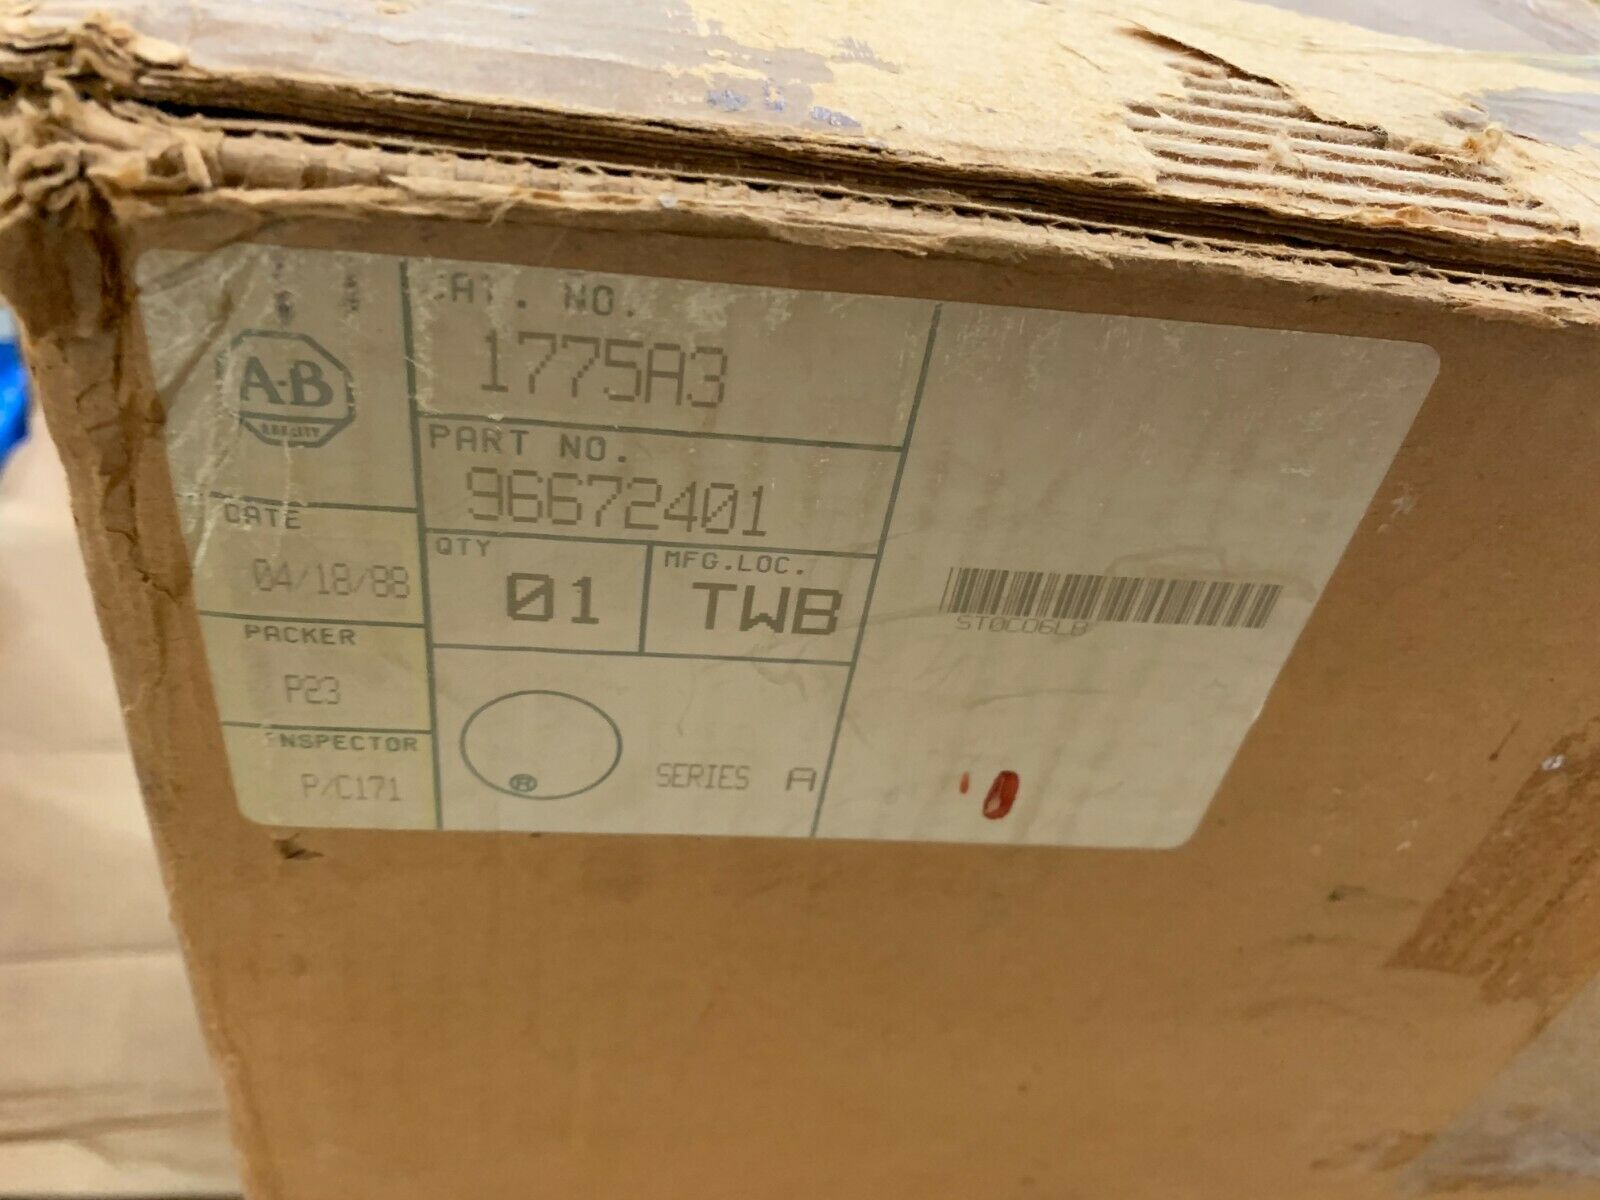 CAT. NO.
1775A3
A-B
QUALITY
PART NO.
96672401
DATE
04/18/88
QTY
01
MFG.LOC.
TWB
PACKER
P23
INSPECTOR
P/C171
®
SERIES A
ST0C06LB